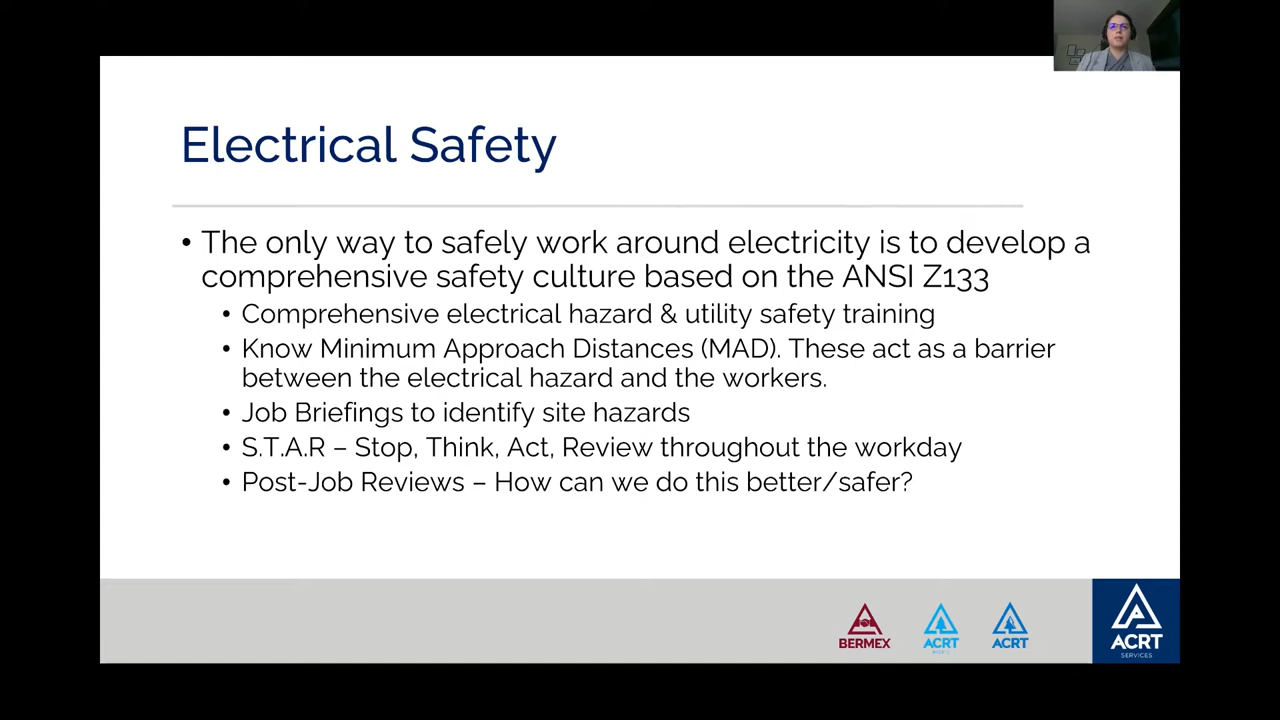 Electrical Safety
• The only way to safely work around electricity is to develop a
comprehensive safety culture based on the ANSI Z133
• Comprehensive electrical hazard & utility safety training
• Know Minimum Approach Distances (MAD). These act as a barrier
between the electrical hazard and the workers.
• Job Briefings to identify site hazards
• S.T.A.R – Stop, Think, Act, Review throughout the workday
• Post-Job Reviews – How can we do this better/safer?
BERMEX
ACRT
ACRT
ACRT
SERVICES